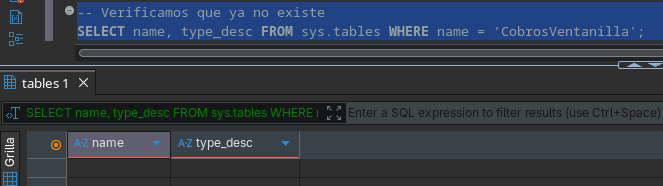 -- Verificamos que ya no existe
SELECT name, type_desc FROM sys.tables WHERE name = 'CobrosVentanilla';
tables 1
SELECT name, type_desc FROM sys.tables WHERE
Enter a SQL expression to filter results (use Ctrl+Space)
Grilla
A-Z name
A-Z type_desc